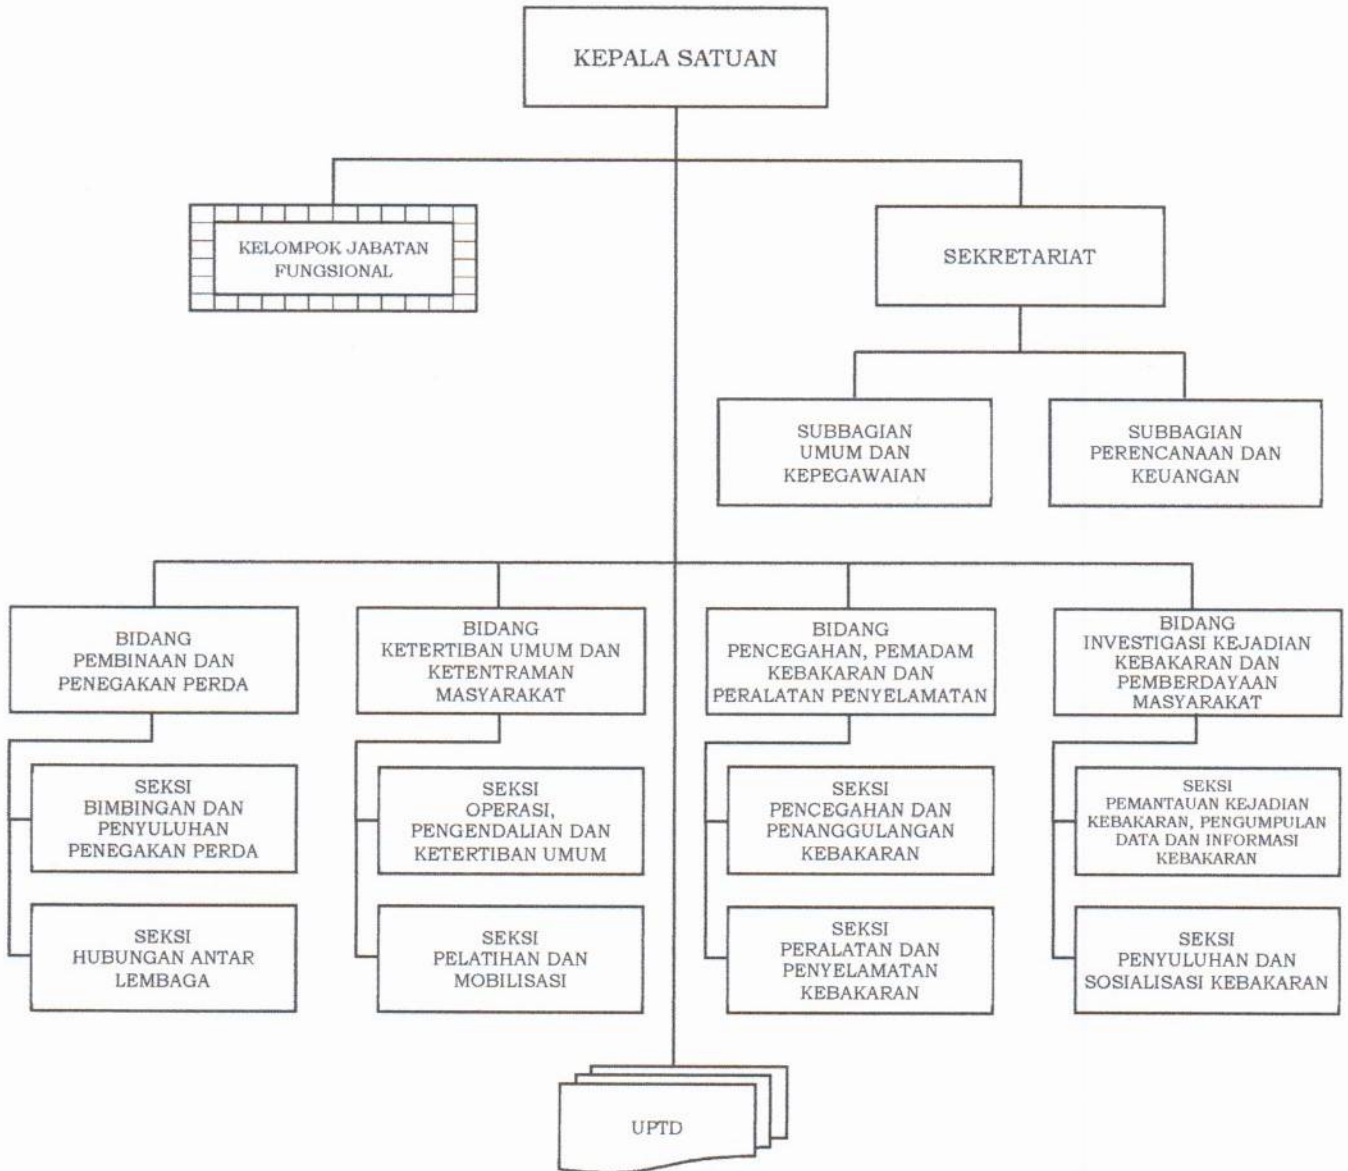 KEPALA SATUAN
KELOMPOK JABATAN
FUNGSIONAL
SEKRETARIAT
SUBBAGIAN
UMUM DAN
KEPEGAWAIAN
SUBBAGIAN
PERENCANAAN DAN
KEUANGAN
BIDANG
PEMBINAAN DAN
PENEGAKAN PERDA
BIDANG
KETERTIBAN UMUM DAN
KETENTRAMAN
MASYARAKAT
BIDANG
PENCEGAHAN, PEMADAM
KEBAKARAN DAN
PERALATAN PENYELAMATAN
BIDANG
INVESTIGASI KEJADIAN
KEBAKARAN DAN
PEMBERDAYAAN
MASYARAKAT
SEKSI
BIMBINGAN DAN
PENYULUHAN
PENEGAKAN PERDA
SEKSI
OPERASI,
PENGENDALIAN DAN
KETERTIBAN UMUM
SEKSI
PENCEGAHAN DAN
PENANGGULANGAN
KEBAKARAN
SEKSI
PEMANTAUAN KEJADIAN
KEBAKARAN, PENGUMPULAN
DATA DAN INFORMASI
KEBAKARAN
SEKSI
HUBUNGAN ANTAR
LEMBAGA
SEKSI
PELATIHAN DAN
MOBILISASI
SEKSI
PERALATAN DAN
PENYELAMATAN
KEBAKARAN
SEKSI
PENYULUHAN DAN
SOSIALISASI KEBAKARAN
UPTD